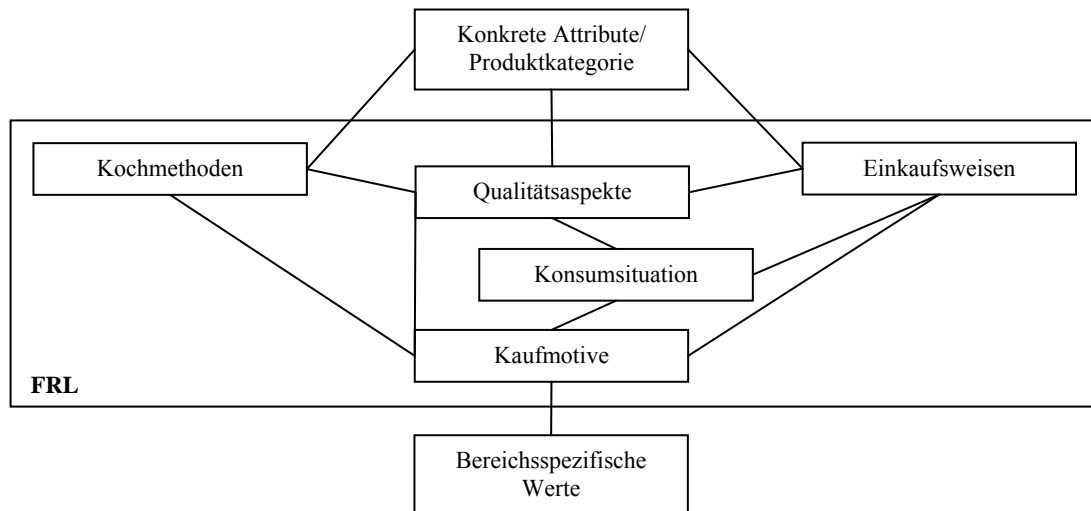 Konkrete Attribute/
Produktkategorie
Kochmethoden
Einkaufsweisen
Qualitätsaspekte
Konsumsituation
Kaufmotive
FRL
Bereichsspezifische
Werte